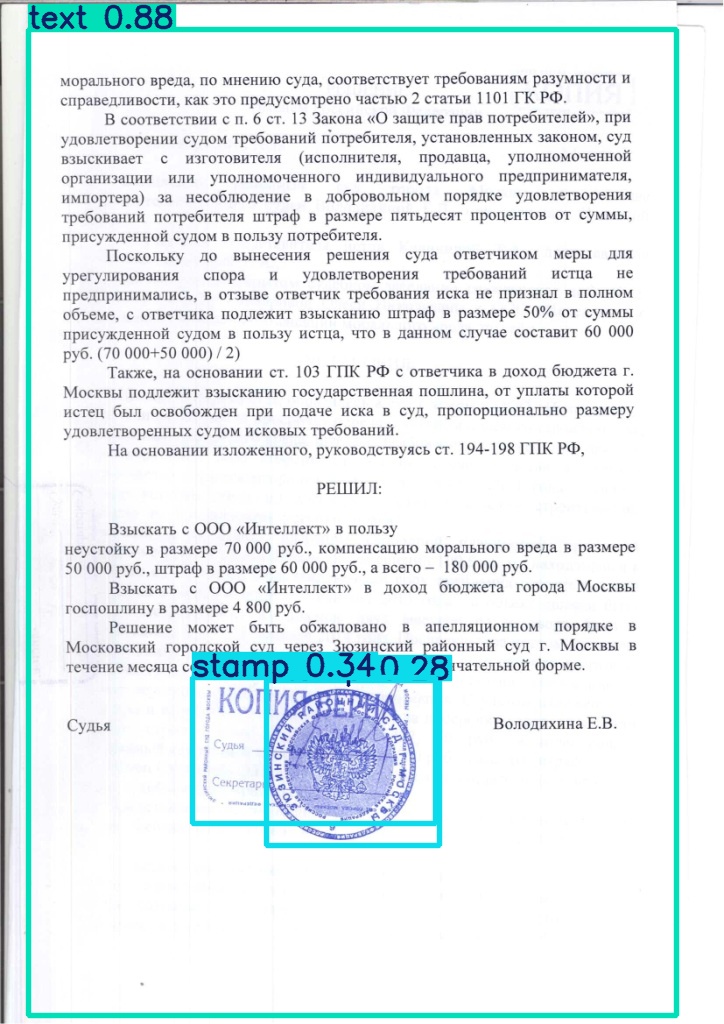 text 0.88
морального вреда, по мнению суда, соответствует требованиям разумности и
справедливости, как это предусмотрено частью 2 статьи 1101 ГК РФ.
В соответствии с п. 6 ст. 13 Закона «О защите прав потребителей», при
удовлетворении судом требований потребителя, установленных законом, суд
взыскивает с изготовителя (исполнителя, продавца, уполномоченной
организации или уполномоченного индивидуального предпринимателя,
импортера) за несоблюдение в добровольном порядке удовлетворения
требований потребителя штраф в размере пятьдесят процентов от суммы,
присужденной судом в пользу потребителя.
Поскольку до вынесения решения суда ответчиком меры для
урегулирования спора и удовлетворения требований истца не
предпринимались, в отзыве ответчик требования иска не признал в полном
объеме, с ответчика подлежит взысканию штраф в размере 50% от суммы
присужденной судом в пользу истца, что в данном случае составит 60 000
руб. (70 000+50 000) / 2)
Также, на основании ст. 103 ГПК РФ с ответчика в доход бюджета г.
Москвы подлежит взысканию государственная пошлина, от уплаты которой
истец был освобожден при подаче иска в суд, пропорционально размеру
удовлетворенных судом исковых требований.
На основании изложенного, руководствуясь ст. 194-198 ГПК РФ,
РЕШИЛ:
Взыскать с ООО «Интеллект» в пользу
неустойку в размере 70 000 руб., компенсацию морального вреда в размере
50 000 руб., штраф в размере 60 000 руб., а всего – 180 000 руб.
Взыскать с ООО «Интеллект» в доход бюджета города Москвы
госпошлину в размере 4 800 руб.
Решение может быть обжаловано в апелляционном порядке в
Московский городской суд через Зюзинский районный суд г. Москвы в
течение месяца со
форме.
stamp 0.34
0.28
КОПИЯ ВЕРНА
Судья
Секретарь
ЗЮЗИНСКИЙ РАЙОННЫЙ СУД Г. МОСКВЫ
Судья
Володихина Е.В.